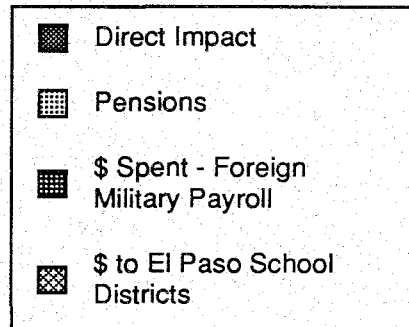 Direct Impact
Pensions
$ Spent - Foreign
Military Payroll
$ to El Paso School
Districts